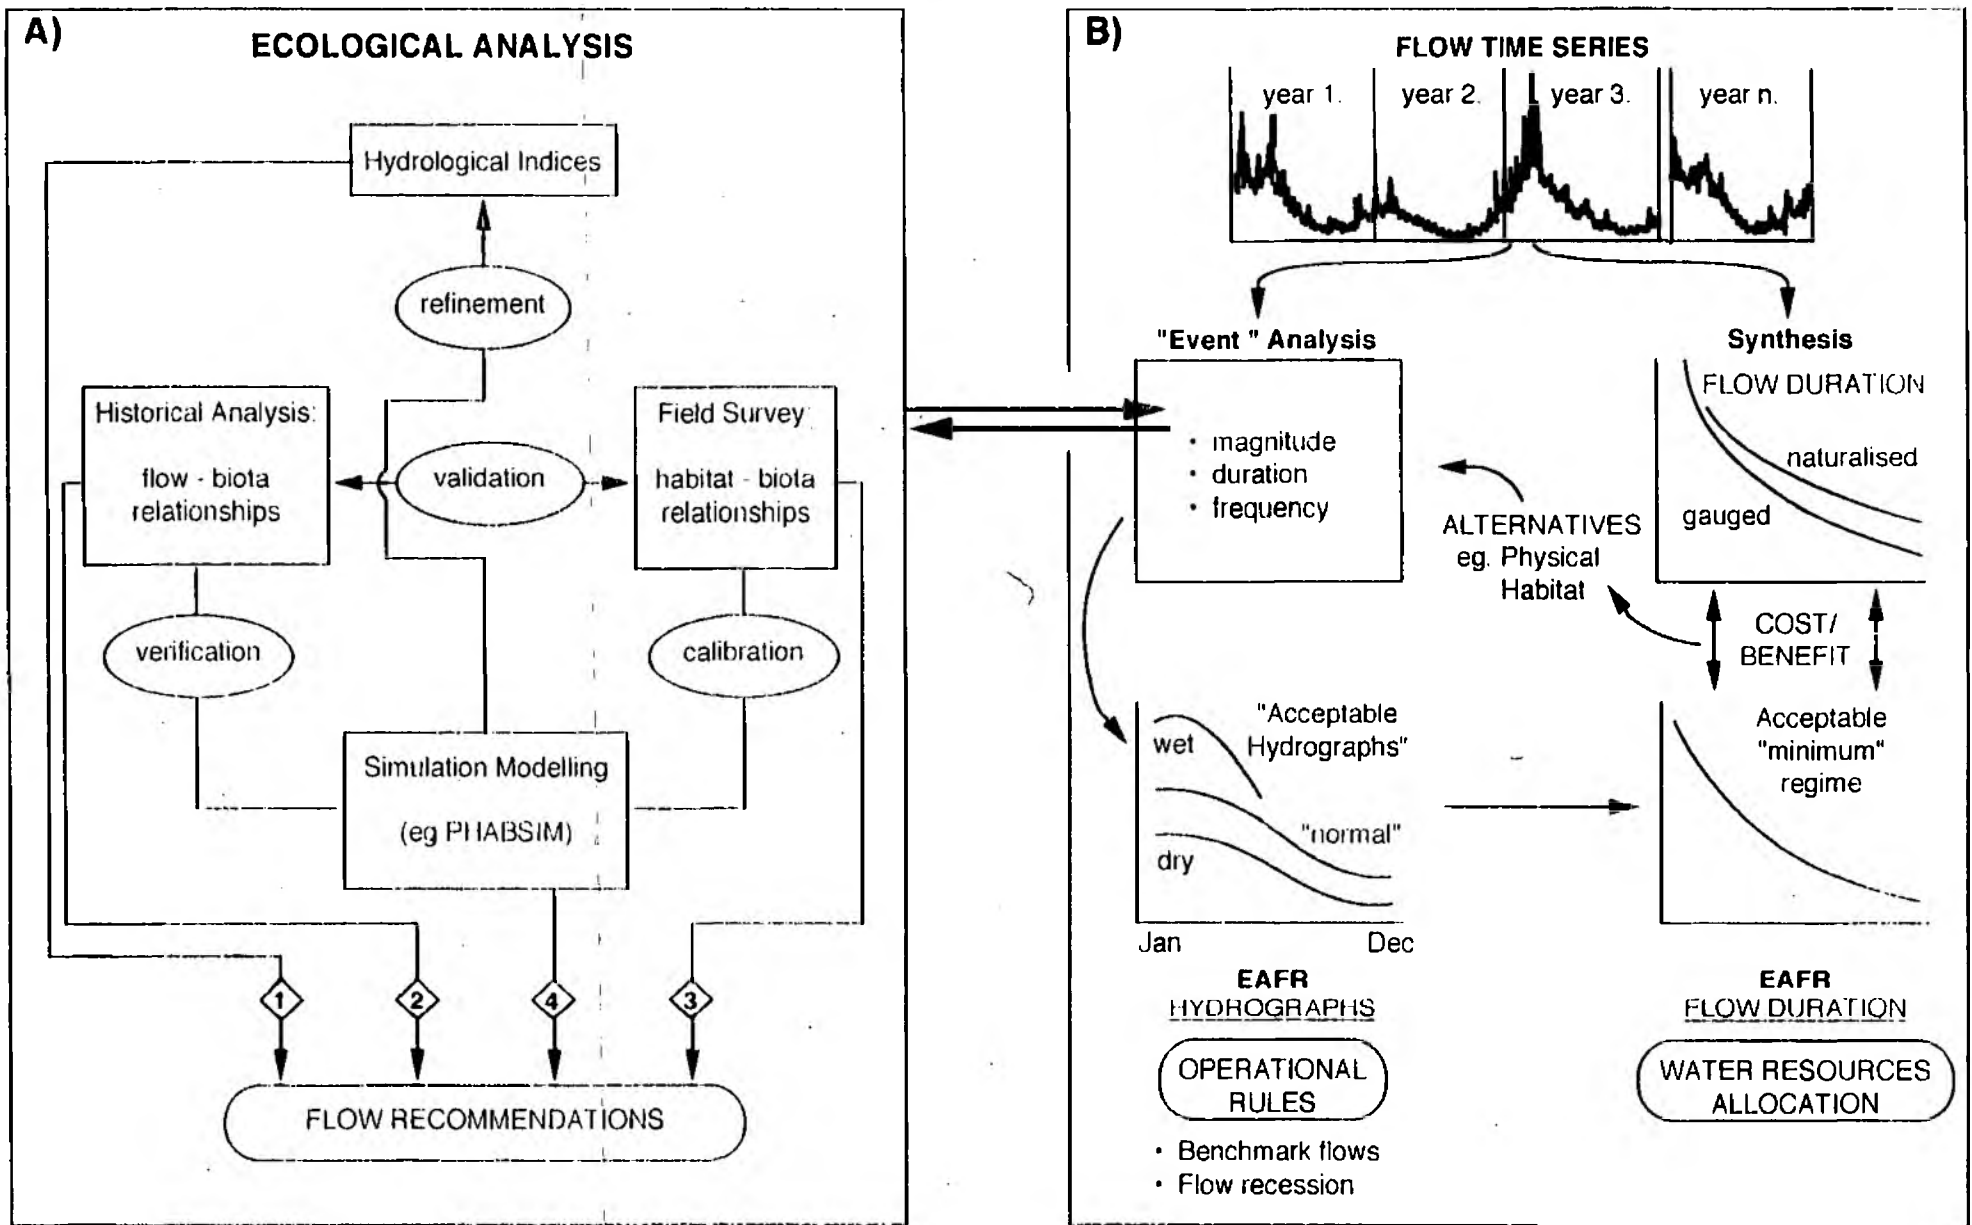 A)
ECOLOGICAL ANALYSIS
Hydrological Indices
refinement
Historical Analysis:
flow - biota
relationships
validation
Field Survey
habitat - biota
relationships
verification
calibration
Simulation Modelling
(eg PHABSIM)
1
2
4
3
FLOW RECOMMENDATIONS
B)
FLOW TIME SERIES
year 1.
year 2.
year 3.
year n.
"Event " Analysis
• magnitude
• duration
• frequency
Synthesis
FLOW DURATION
naturalised
gauged
ALTERNATIVES
eg. Physical
Habitat
COST/
BENEFIT
"Acceptable
Hydrographs"
wet
"normal"
dry
Jan
Dec
Acceptable
"minimum"
regime
EAFR
HYDROGRAPHS
OPERATIONAL
RULES
• Benchmark flows
• Flow recession
EAFR
FLOW DURATION
WATER RESOURCES
ALLOCATION